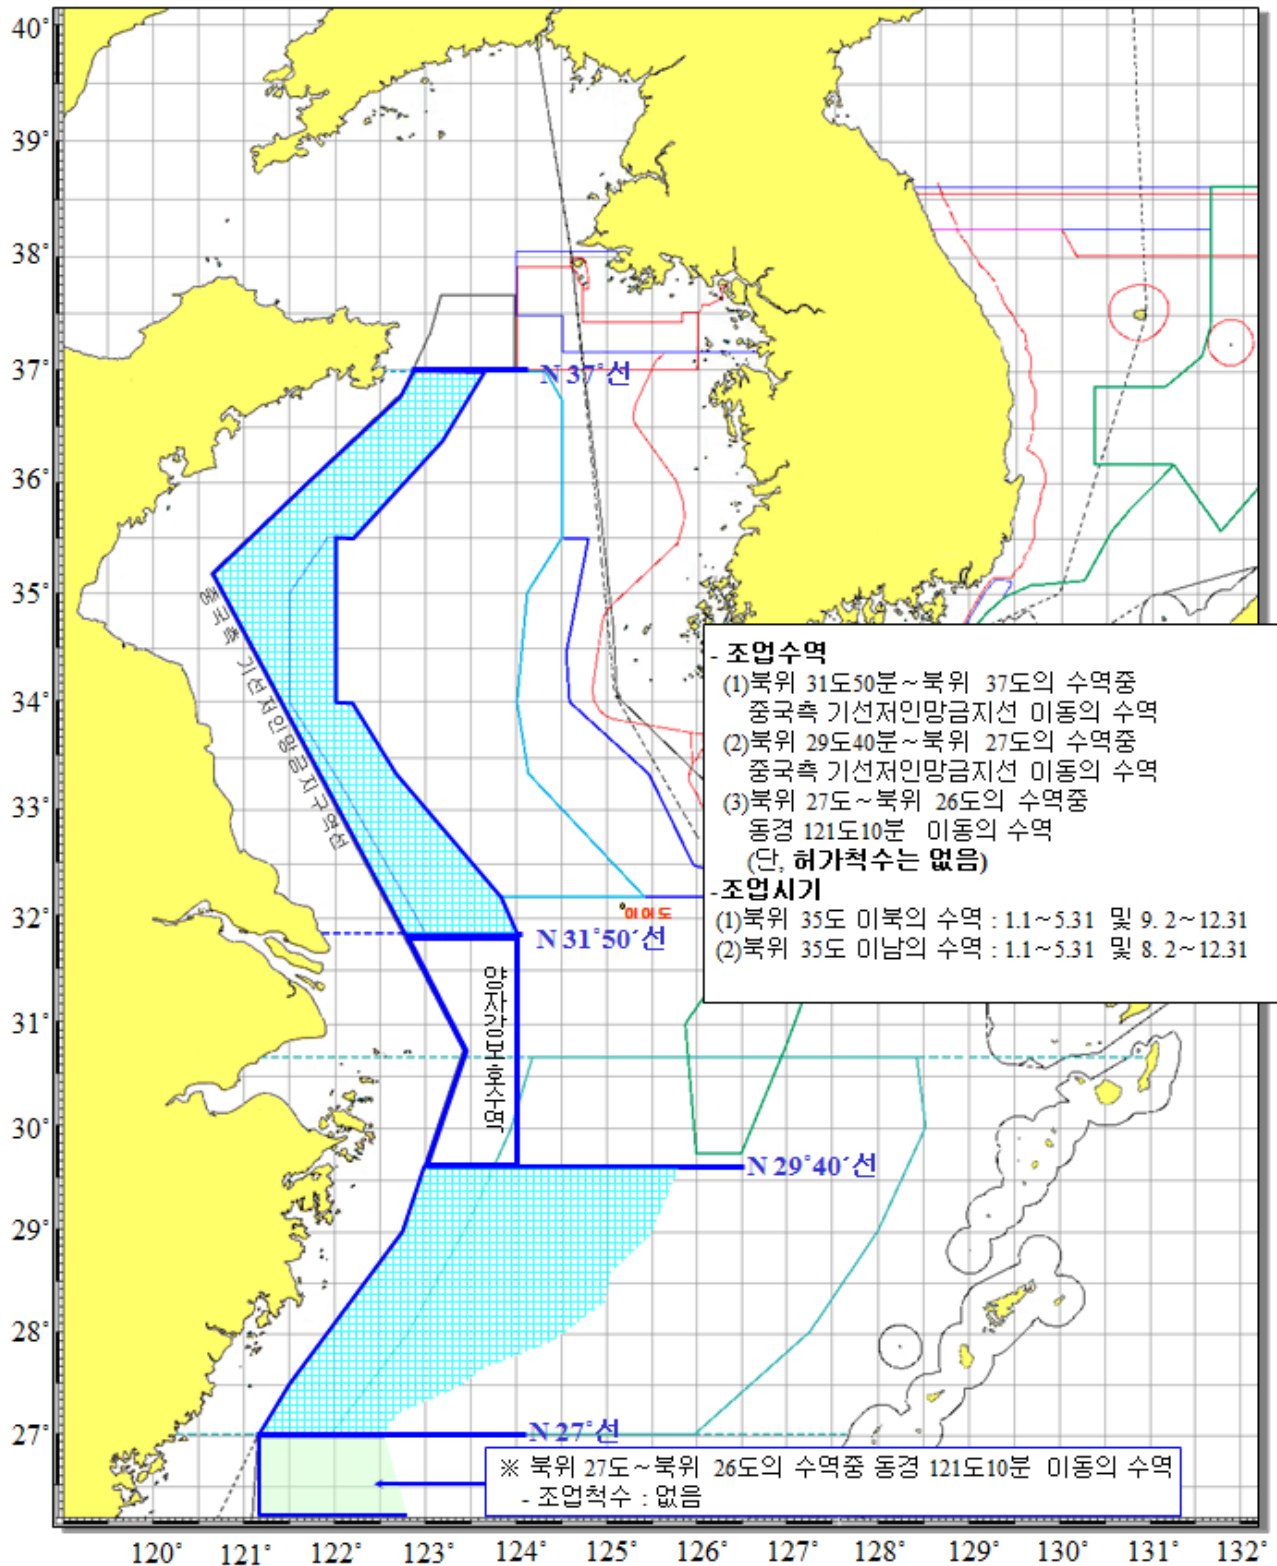 40°
39°
38°
37°
36°
35°
34°
33°
32°
31°
30°
29°
28°
27°
N 37°선
중국측 기선저인망금지구역선
- 조업수역
(1)북위 31도50분~북위 37도의 수역중
중국측 기선저인망금지선 이동의 수역
(2)북위 29도40분~북위 27도의 수역중
중국측 기선저인망금지선 이동의 수역
(3)북위 27도~북위 26도의 수역중
동경 121도10분 이동의 수역
(단, 허가척수는 없음)
- 조업시기
(1)북위 35도 이북의 수역 : 1.1~5.31 및 9. 2~12.31
(2)북위 35도 이남의 수역 : 1.1~5.31 및 8. 2~12.31
이어도
N 31°50´선
양자강보호수역
N 29°40´선
N 27°선
※ 북위 27도~북위 26도의 수역중 동경 121도10분 이동의 수역
- 조업척수 : 없음
120° 121° 122° 123° 124° 125° 126° 127° 128° 129° 130° 131° 132°